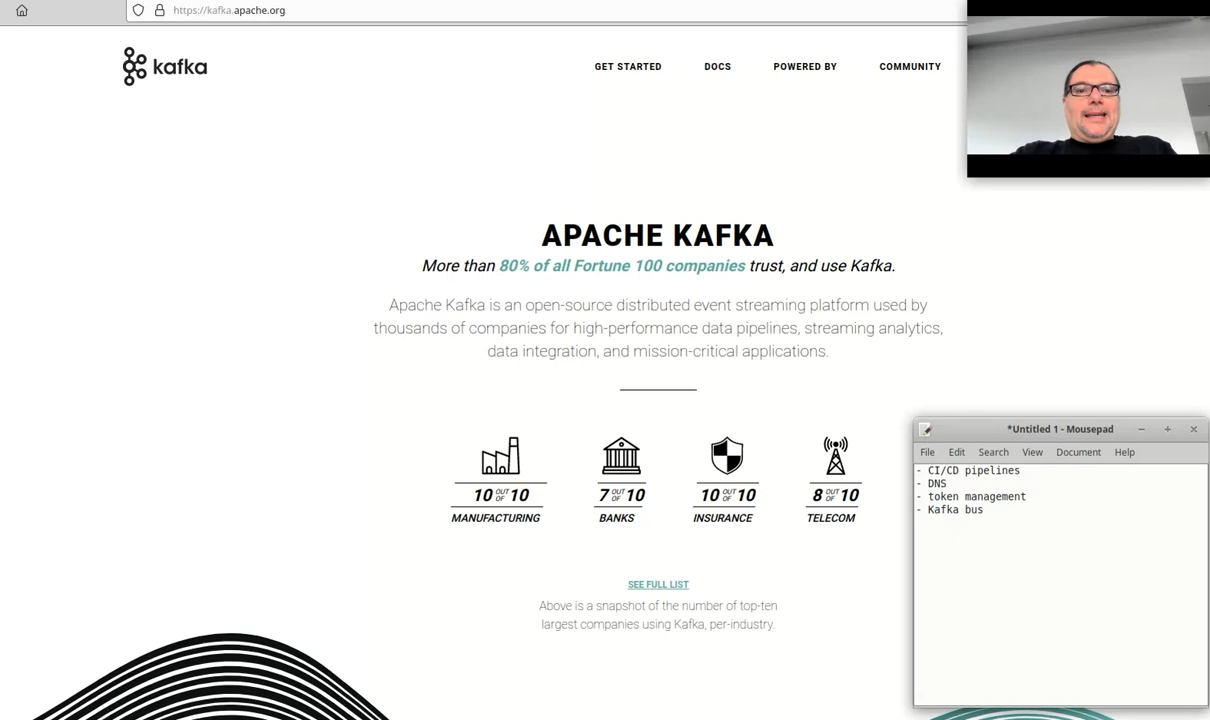 https://kafka.apache.org
kafka
GET STARTED
DOCS
POWERED BY
COMMUNITY
APACHE KAFKA
More than 80% of all Fortune 100 companies trust, and use Kafka.
Apache Kafka is an open-source distributed event streaming platform used by
thousands of companies for high-performance data pipelines, streaming analytics,
data integration, and mission-critical applications.
10 OUT OF 10
MANUFACTURING
7 OUT OF 10
BANKS
10 OUT OF 10
INSURANCE
8 OUT OF 10
TELECOM
SEE FULL LIST
Above is a snapshot of the number of top-ten
largest companies using Kafka, per-industry.
*Untitled 1 - Mousepad
File Edit Search View Document Help
- CI/CD pipelines
- DNS
- token management
- Kafka bus